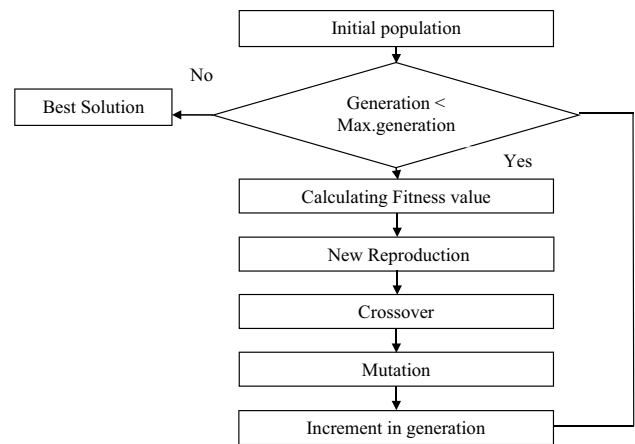 Initial population
No
Best Solution
Generation <
Max.generation
Yes
Calculating Fitness value
New Reproduction
Crossover
Mutation
Increment in generation